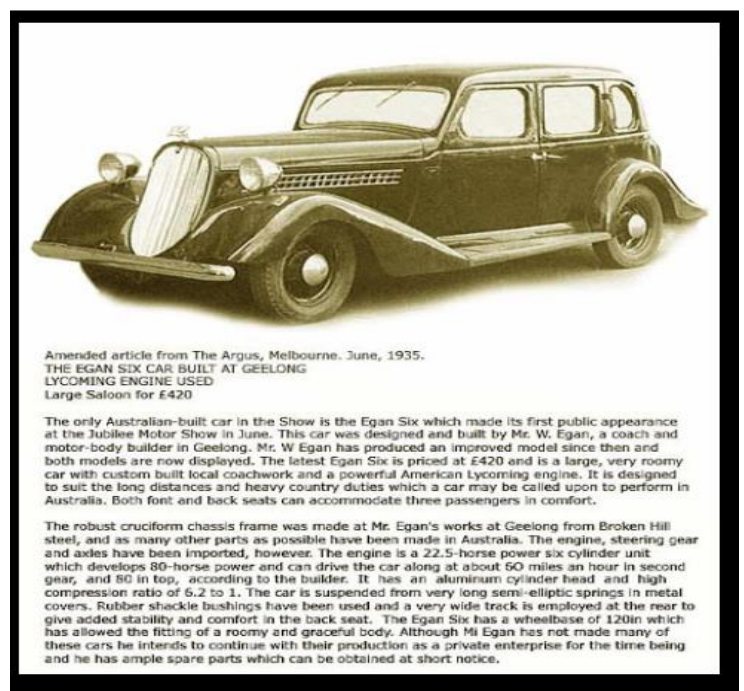 Amended article from The Argus, Melbourne. June, 1935.
THE EGAN SIX CAR BUILT AT GEELONG
LYCOMING ENGINE USED
Large Saloon for £420
The only Australian-built car in the Show is the Egan Six which made its first public appearance
at the Jubilee Motor Show in June. This car was designed and built by Mr. W. Egan, a coach and
motor-body builder in Geelong. Mr. W Egan has produced an improved model since then and
both models are now displayed. The latest Egan Six is priced at £420 and is a large, very roomy
car with custom built local coachwork and a powerful American Lycoming engine. It is designed
to suit the long distances and heavy country duties which a car may be called upon to perform in
Australia. Both font and back seats can accommodate three passengers in comfort.
The robust cruciform chassis frame was made at Mr. Egan's works at Geelong from Broken Hill
steel, and as many other parts as possible have been made in Australia. The engine, steering gear
and axles have been imported, however. The engine is a 22.5-horse power six cylinder unit
which develops 80-horse power and can drive the car along at about 60 miles an hour in second
gear, and 80 in top, according to the builder. It has an aluminum cylinder head and high
compression ratio of 6.2 to 1. The car is suspended from very long semi-elliptic springs in metal
covers. Rubber shackle bushings have been used and a very wide track is employed at the rear to
give added stability and comfort in the back seat. The Egan Six has a wheelbase of 120in which
has allowed the fitting of a roomy and graceful body. Although Mi Egan has not made many of
these cars he intends to continue with their production as a private enterprise for the time being
and he has ample spare parts which can be obtained at short notice.